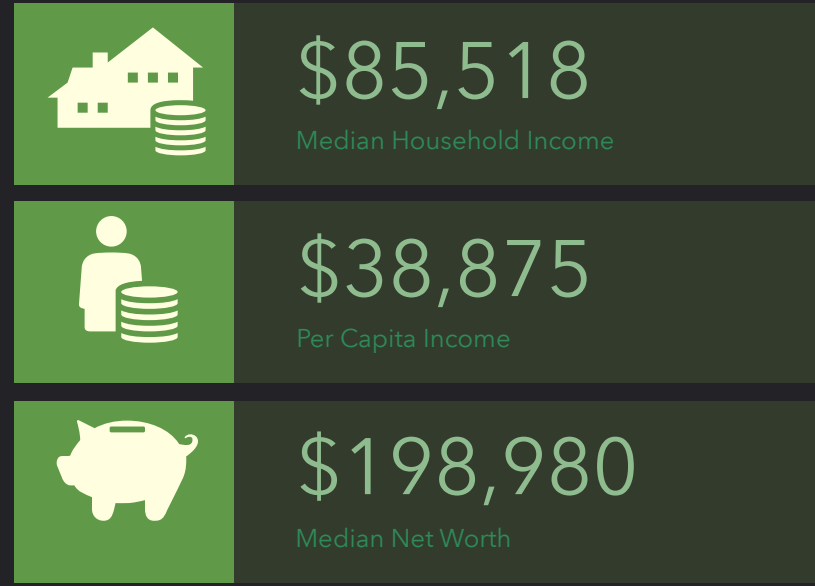 $85,518
Median Household Income
$38,875
Per Capita Income
$198,980
Median Net Worth